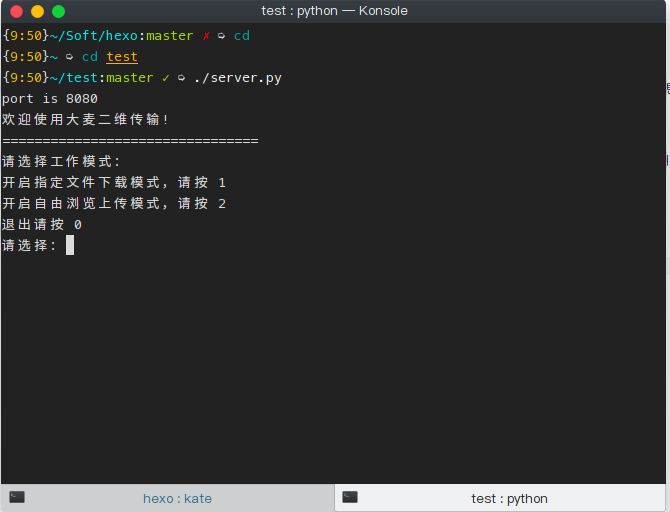 test : python — Konsole
{9:50}~/Soft/hexo:master ✗ ➭ cd
{9:50}~ ➭ cd test
{9:50}~/test:master ✓ ➭ ./server.py
port is 8080
欢迎使用大麦二维传输!
================================
请选择工作模式:
开启指定文件下载模式, 请按 1
开启自由浏览上传模式, 请按 2
退出请按 0
请选择:
hexo : kate
test : python